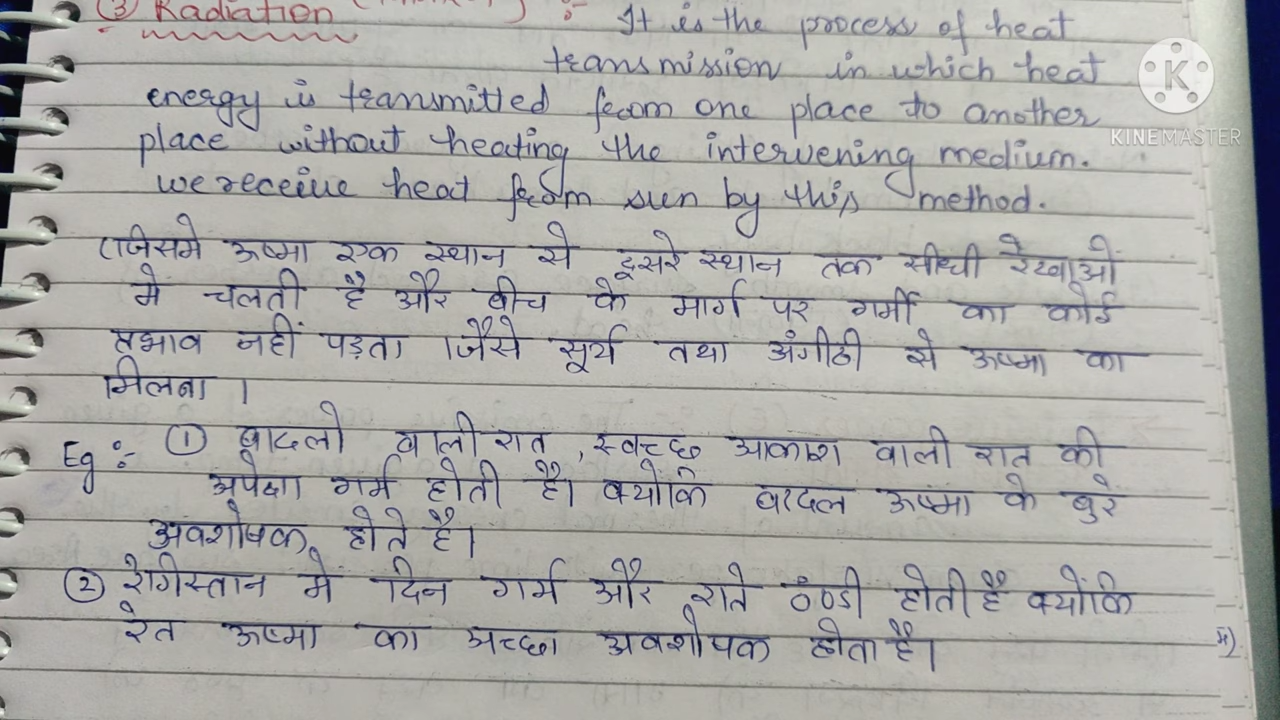 ③ Radiation ( ) :- It is the process of heat
transmission in which heat
energy is transmitted from one place to another
place without heating the intervening medium.
we receive heat from sun by this method.
(जिसमे ऊष्मा एक स्थान से दूसरे स्थान तक सीधी रेखाओं
मे चलती है और बीच के मार्ग पर गर्मी का कोई
प्रभाव नहीं पड़ता । जैसे सूर्य तथा अंगीठी से ऊष्मा का
मिलना ।
Eg :- ① बादलो वाली रात , स्वच्छ आकाश वाली रात की
अपेक्षा गर्म होती है। क्योकि बादल ऊष्मा के बुरे
अवशोषक होते है।
② रेगिस्तान मे दिन गर्म और राते ठण्डी होती है क्योंकि
रेत ऊष्मा का अच्छा अवशोषक होता है।
K
KINEMASTER